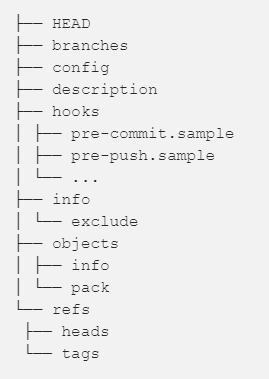 ├── HEAD
├── branches
├── config
├── description
├── hooks
│ ├── pre-commit.sample
│ ├── pre-push.sample
│ └── ...
├── info
│ └── exclude
├── objects
│ ├── info
│ └── pack
└── refs
 ├── heads
 └── tags